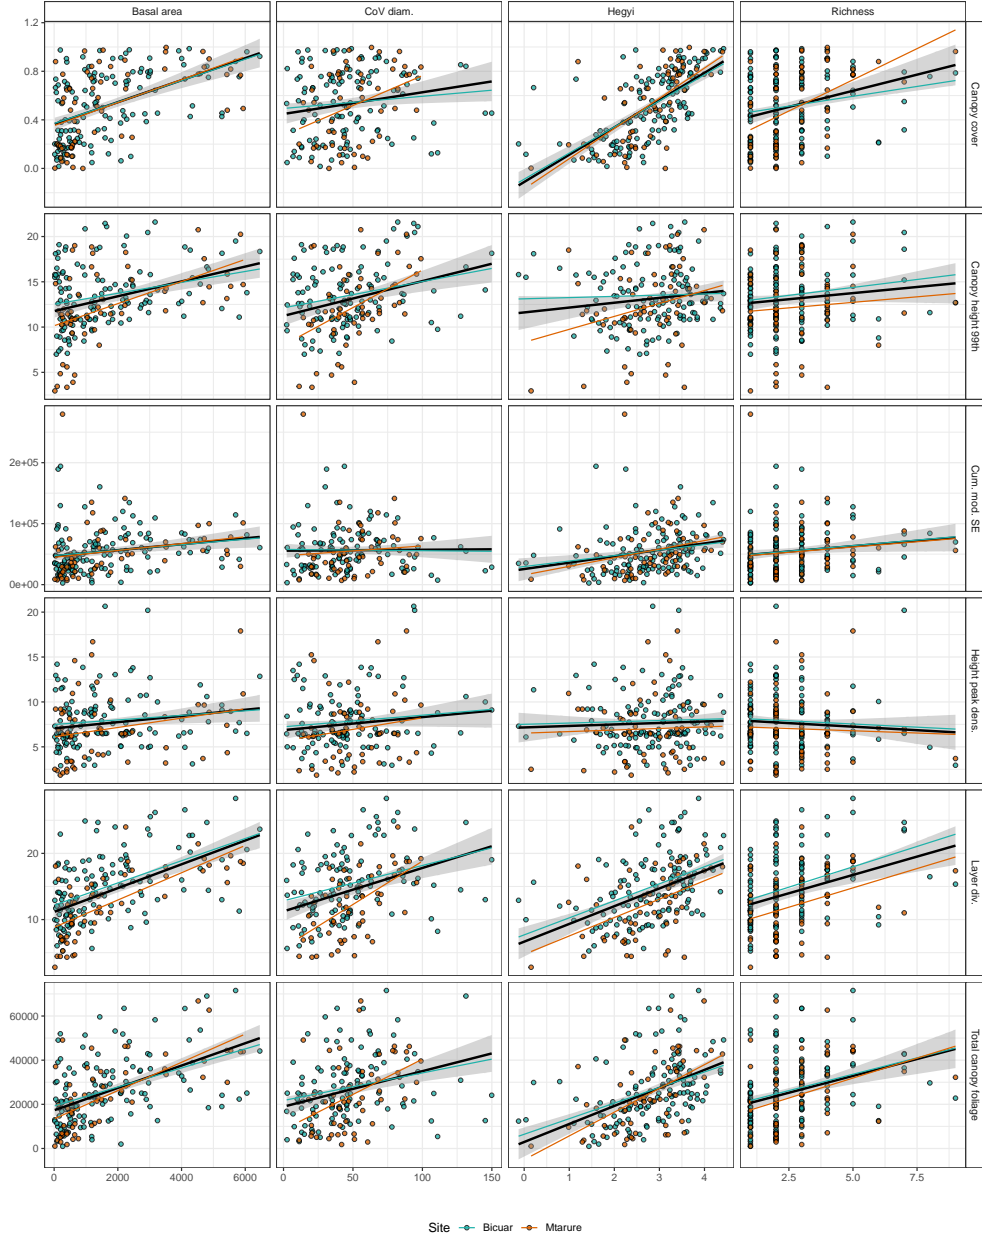 Basal area CoV diam. Hegyi Richness
1.2
0.8
0.4
0.0
Canopy cover
20
15
10
5
Canopy height 99th
2e+05
1e+05
0e+00
Cum. mod. SE
20
15
10
5
Height peak dens.
20
10
Layer div.
60000
40000
20000
0
Total canopy foliage
0 2000 4000 6000 0 50 100 150 0 1 2 3 4 2.5 5.0 7.5
Site Bicuar Mtarure